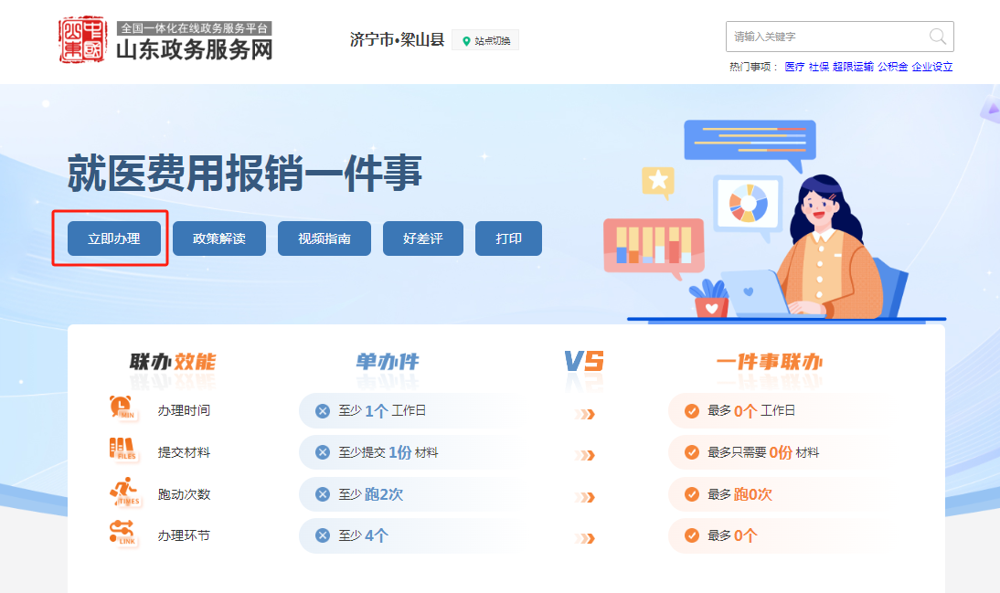 中國
山東
全国一体化在线政务服务平台
山东政务服务网
济宁市•梁山县
站点切换
请输入关键字
热门事项： 医疗 社保 超限运输 公积金 企业设立
就医费用报销一件事
立即办理 政策解读 视频指南 好差评 打印
联办效能 单办件 VS 一件事联办
MIN 办理时间 至少 1个 工作日 最多 0个 工作日
FILES 提交材料 至少提交 1份 材料 最多只需要 0份 材料
TIMES 跑动次数 至少 跑2次 最多 跑0次
LINK 办理环节 至少 4个 最多 0个